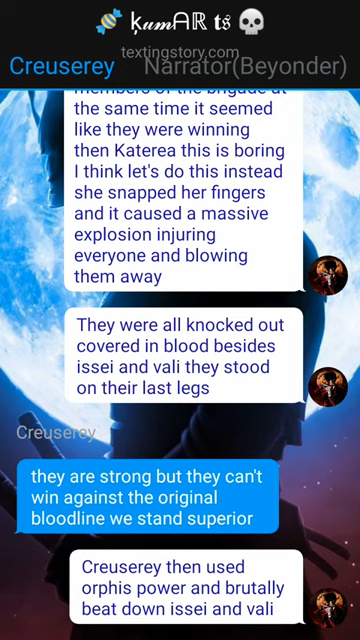 🍬 ķ𝓾𝓶ᗩℝ 𝖙𝖘̊ 💀
textingstory.com
Creuserey Narrator(Beyonder)
members of the brigade at
the same time it seemed
like they were winning
then Katerea this is boring
I think let's do this instead
she snapped her fingers
and it caused a massive
explosion injuring
everyone and blowing
them away
They were all knocked out
covered in blood besides
issei and vali they stood
on their last legs
Creuserey
they are strong but they can't
win against the original
bloodline we stand superior
Creuserey then used
orphis power and brutally
beat down issei and vali